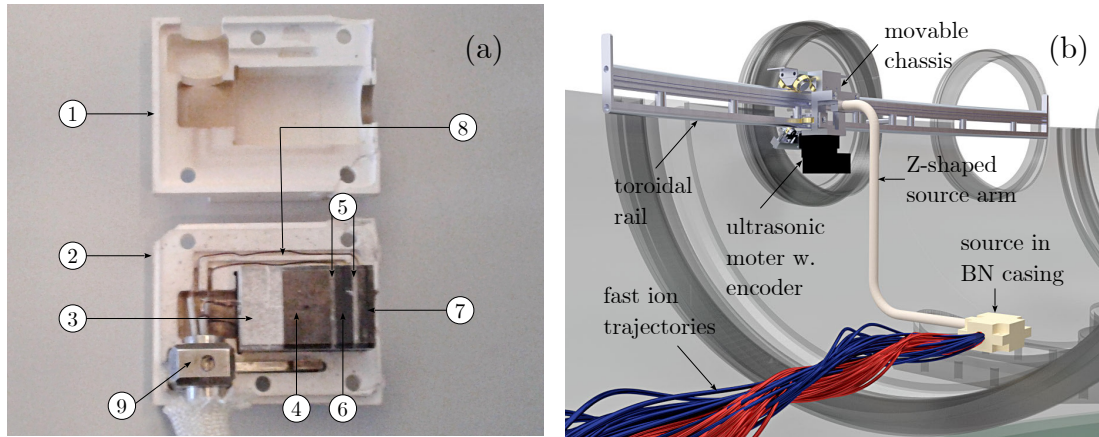 (a)
1
8
5
2
3
7
9
4
6
(b)
movable
chassis
toroidal
rail
Z-shaped
source arm
ultrasonic
moter w.
encoder
source in
BN casing
fast ion
trajectories